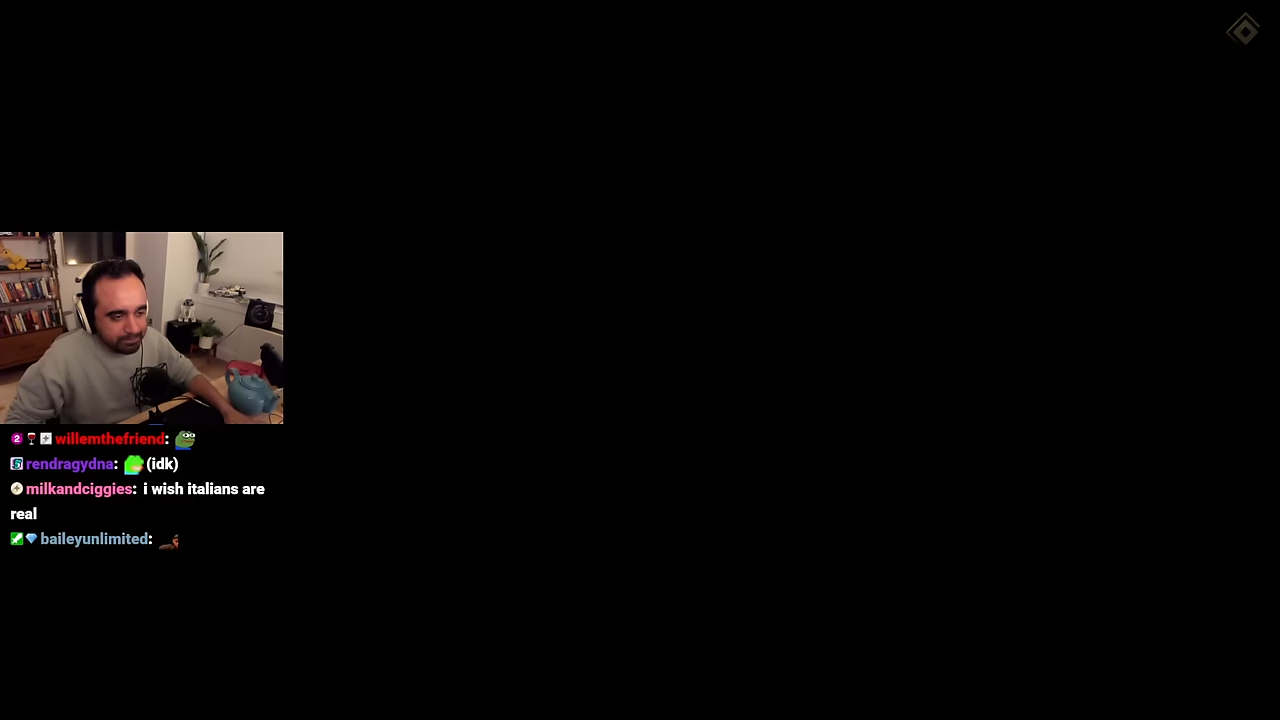 willemthefriend:
rendragydna: (idk)
milkandciggies: i wish italians are
real
baileyunlimited: